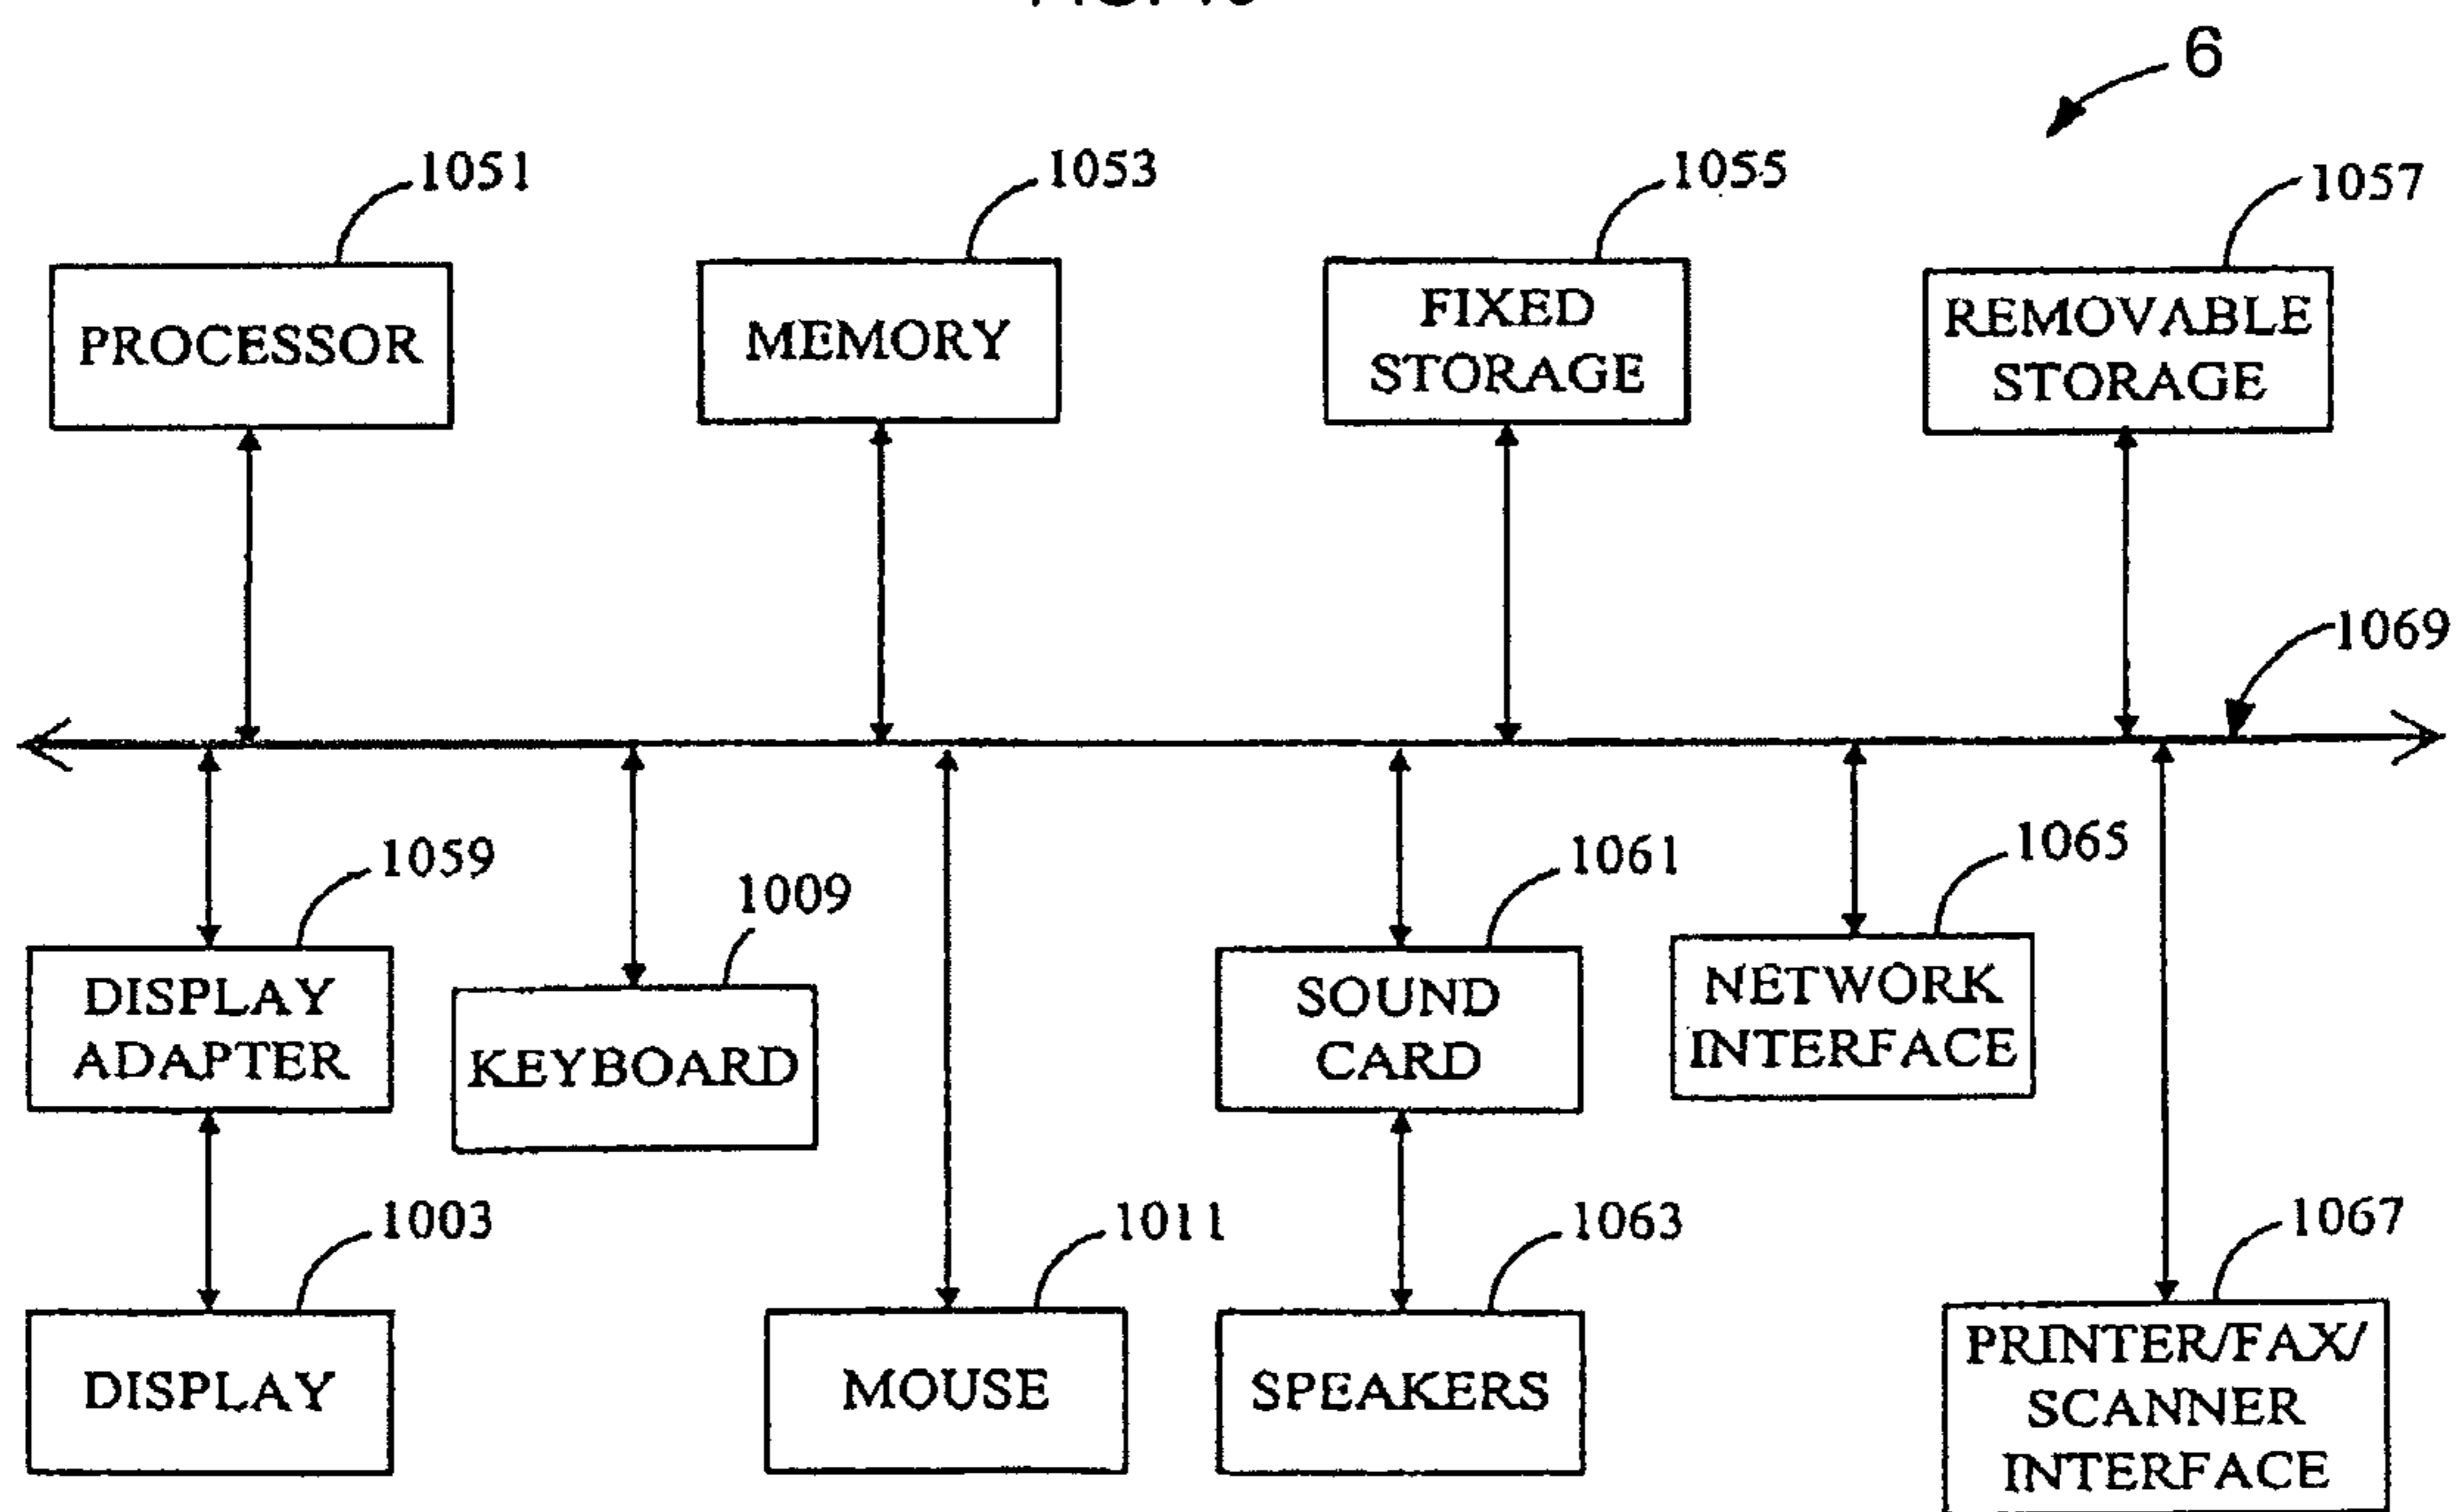 6
1051
1053
1055
1057
PROCESSOR
MEMORY
FIXED
STORAGE
REMOVABLE
STORAGE
1069
1059
1009
1061
1065
DISPLAY
ADAPTER
KEYBOARD
SOUND
CARD
NETWORK
INTERFACE
1003
1011
1063
1067
DISPLAY
MOUSE
SPEAKERS
PRINTER/FAX/
SCANNER
INTERFACE